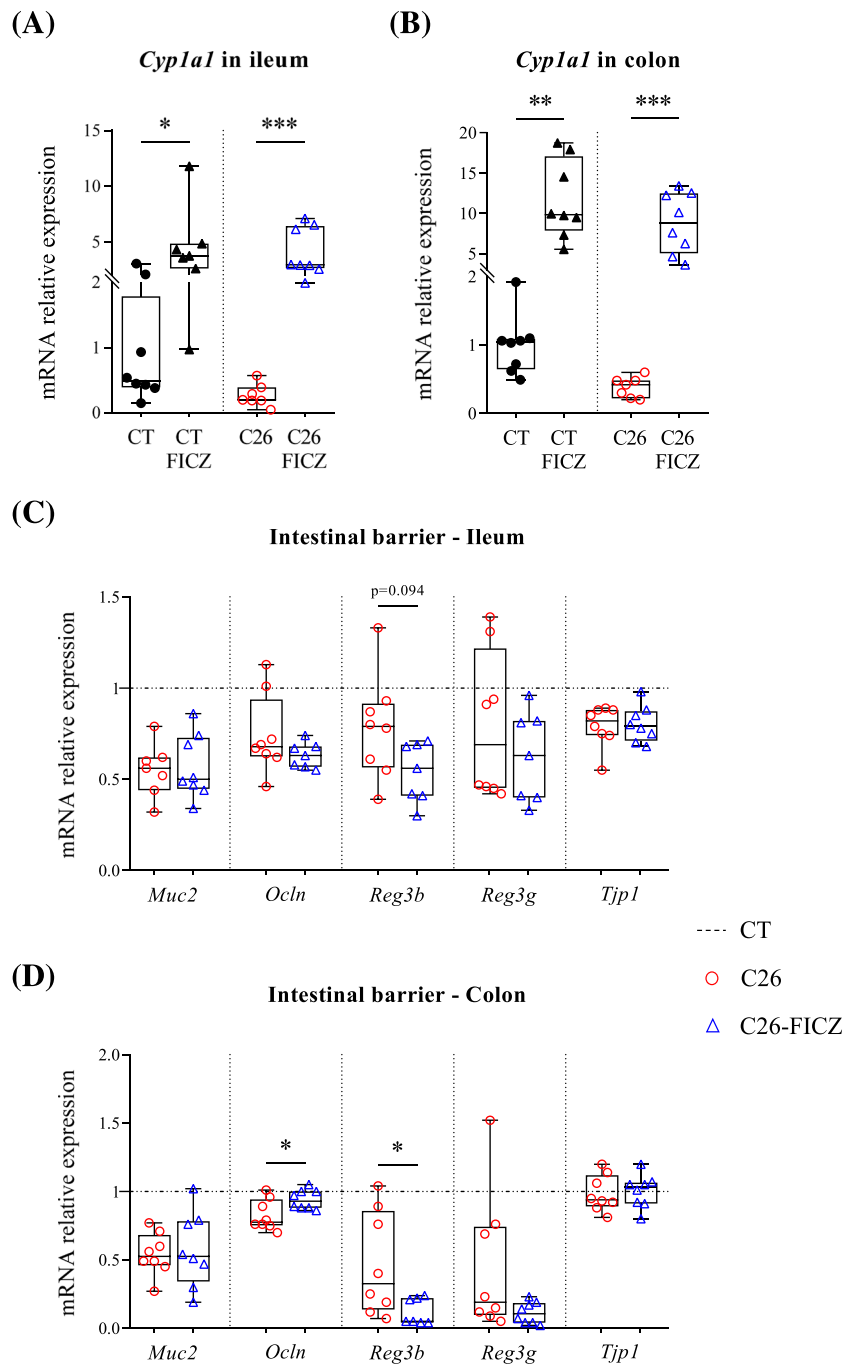 (A)
(B)
Cyp1a1 in ileum
Cyp1a1 in colon
mRNA relative expression
15
10
5
2
1
0
*
***
CT
CT
FICZ
C26
C26
FICZ
mRNA relative expression
20
15
10
5
2
1
0
**
***
CT
CT
FICZ
C26
C26
FICZ
(C)
Intestinal barrier - Ileum
mRNA relative expression
1.5
1
0.5
0.0
p=0.094
Muc2
Ocln
Reg3b
Reg3g
Tjp1
CT
C26
C26-FICZ
(D)
Intestinal barrier - Colon
mRNA relative expression
2.0
1.5
1
0.5
0.0
*
*
Muc2
Ocln
Reg3b
Reg3g
Tjp1